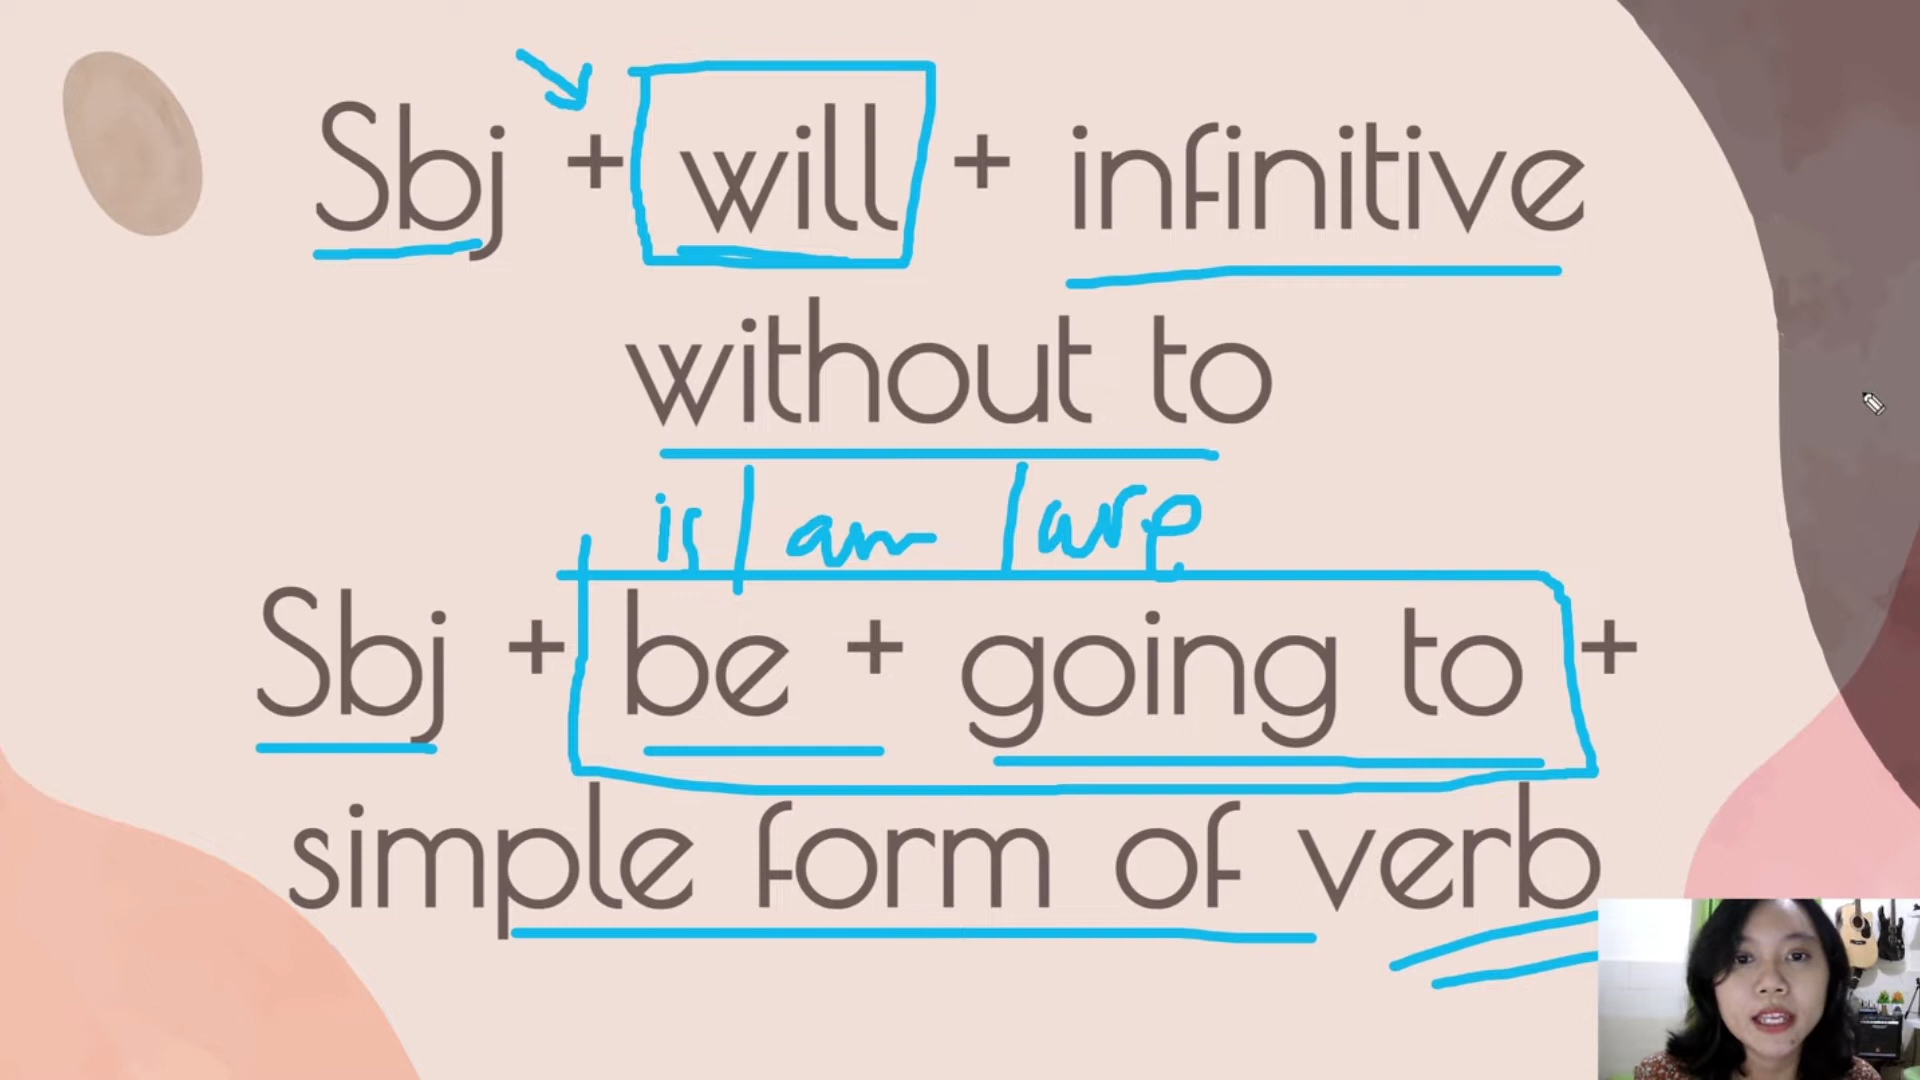 Sbj + will + infinitive
without to
is / am / are
Sbj + be + going to +
simple form of verb